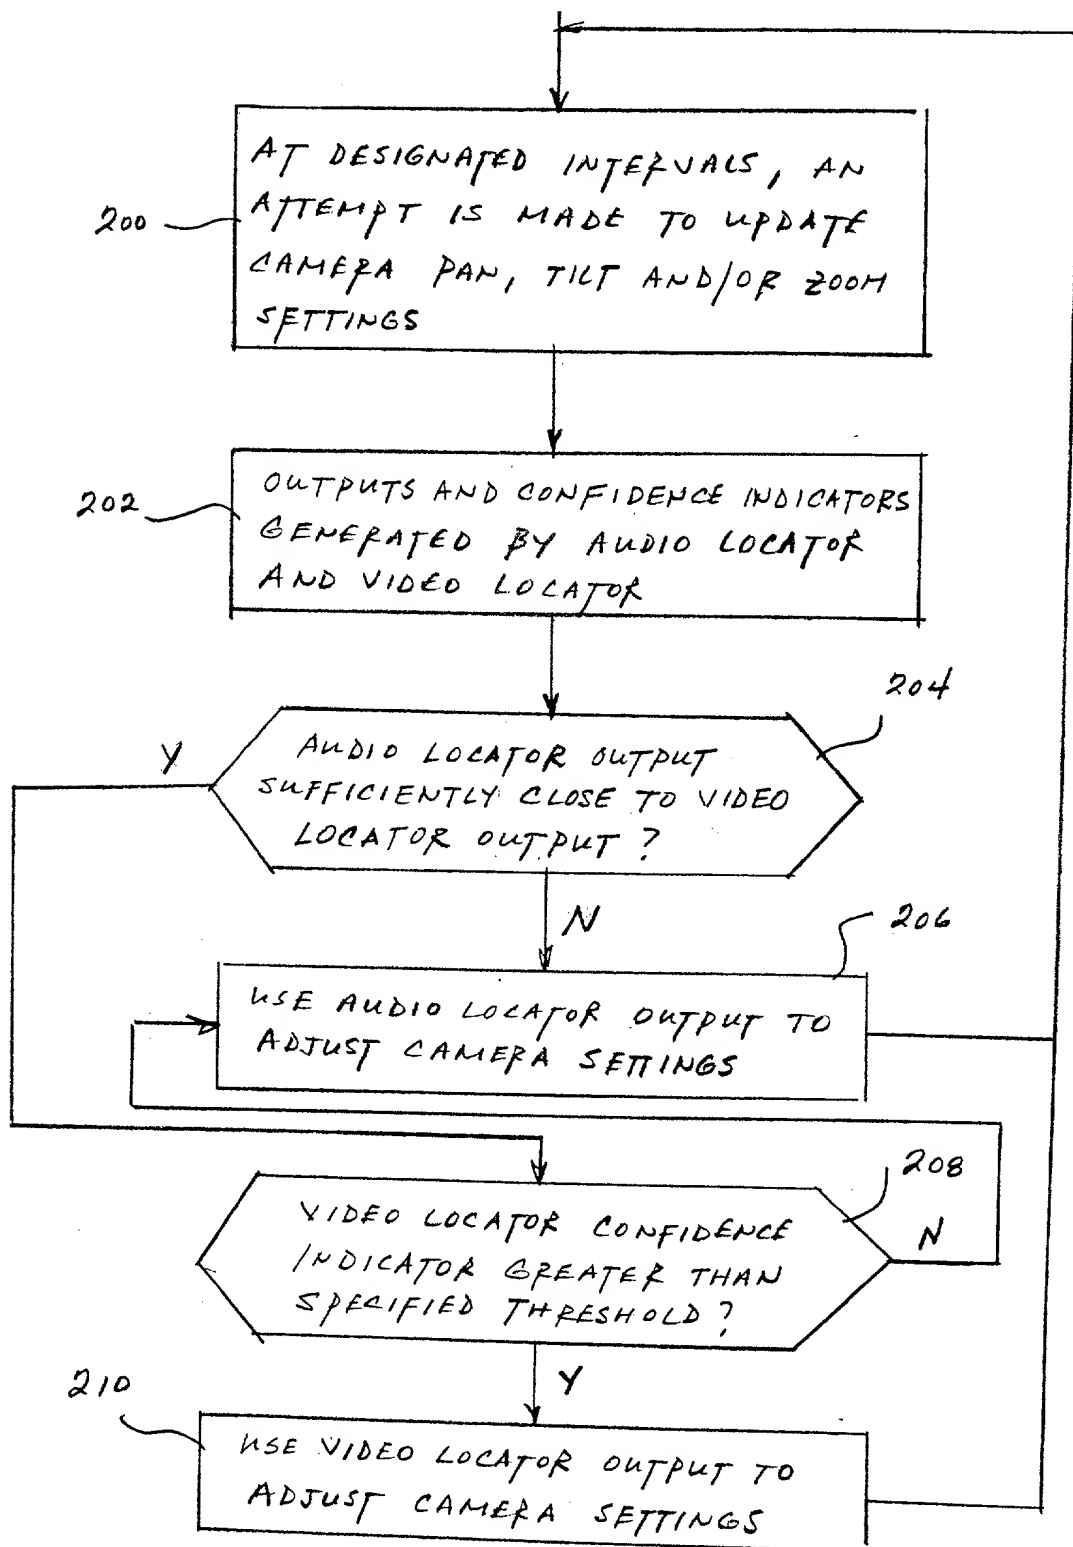 AT DESIGNATED INTERVALS, AN
ATTEMPT IS MADE TO UPDATE
CAMERA PAN, TILT AND/OR ZOOM
SETTINGS
200
OUTPUTS AND CONFIDENCE INDICATORS
GENERATED BY AUDIO LOCATOR
AND VIDEO LOCATOR
202
204
Y
AUDIO LOCATOR OUTPUT
SUFFICIENTLY CLOSE TO VIDEO
LOCATOR OUTPUT?
N
206
USE AUDIO LOCATOR OUTPUT TO
ADJUST CAMERA SETTINGS
208
VIDEO LOCATOR CONFIDENCE
INDICATOR GREATER THAN
SPECIFIED THRESHOLD?
N
Y
210
USE VIDEO LOCATOR OUTPUT TO
ADJUST CAMERA SETTINGS